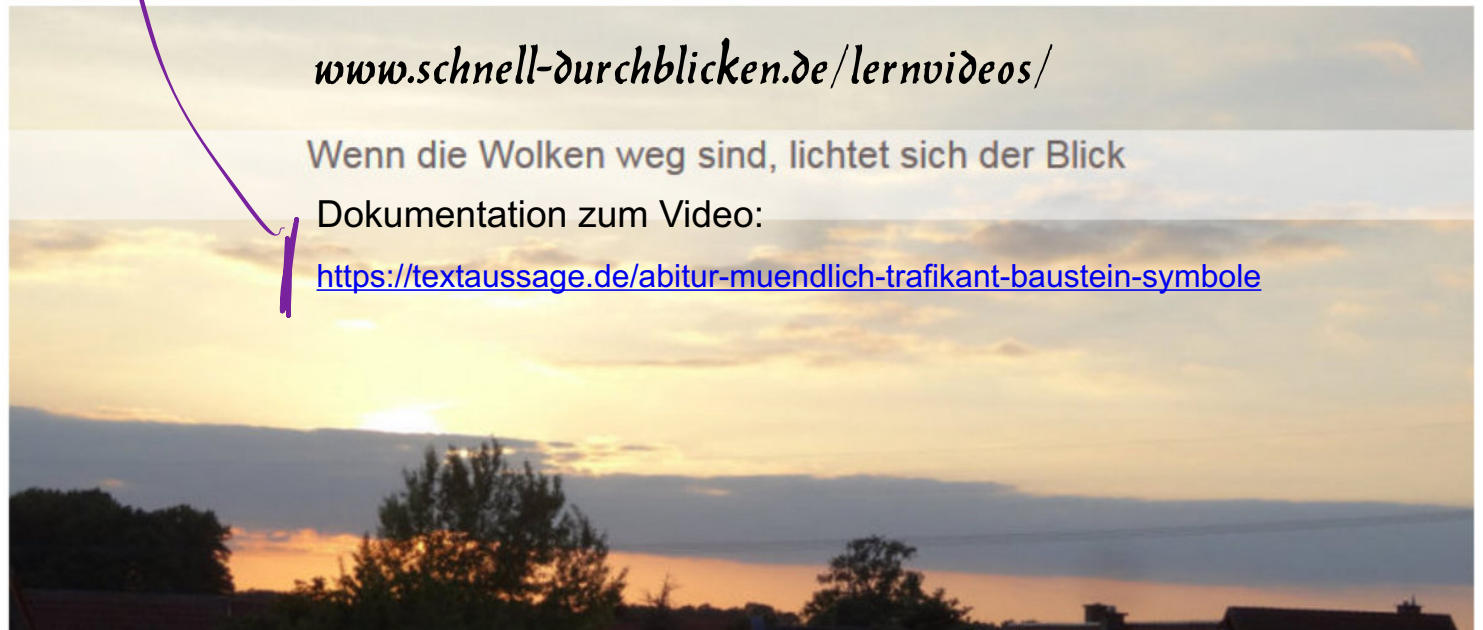 www.schnell-durchblicken.de/lernvideos/
Wenn die Wolken weg sind, lichtet sich der Blick
Dokumentation zum Video:
https://textaussage.de/abitur-muendlich-trafikant-baustein-symbole